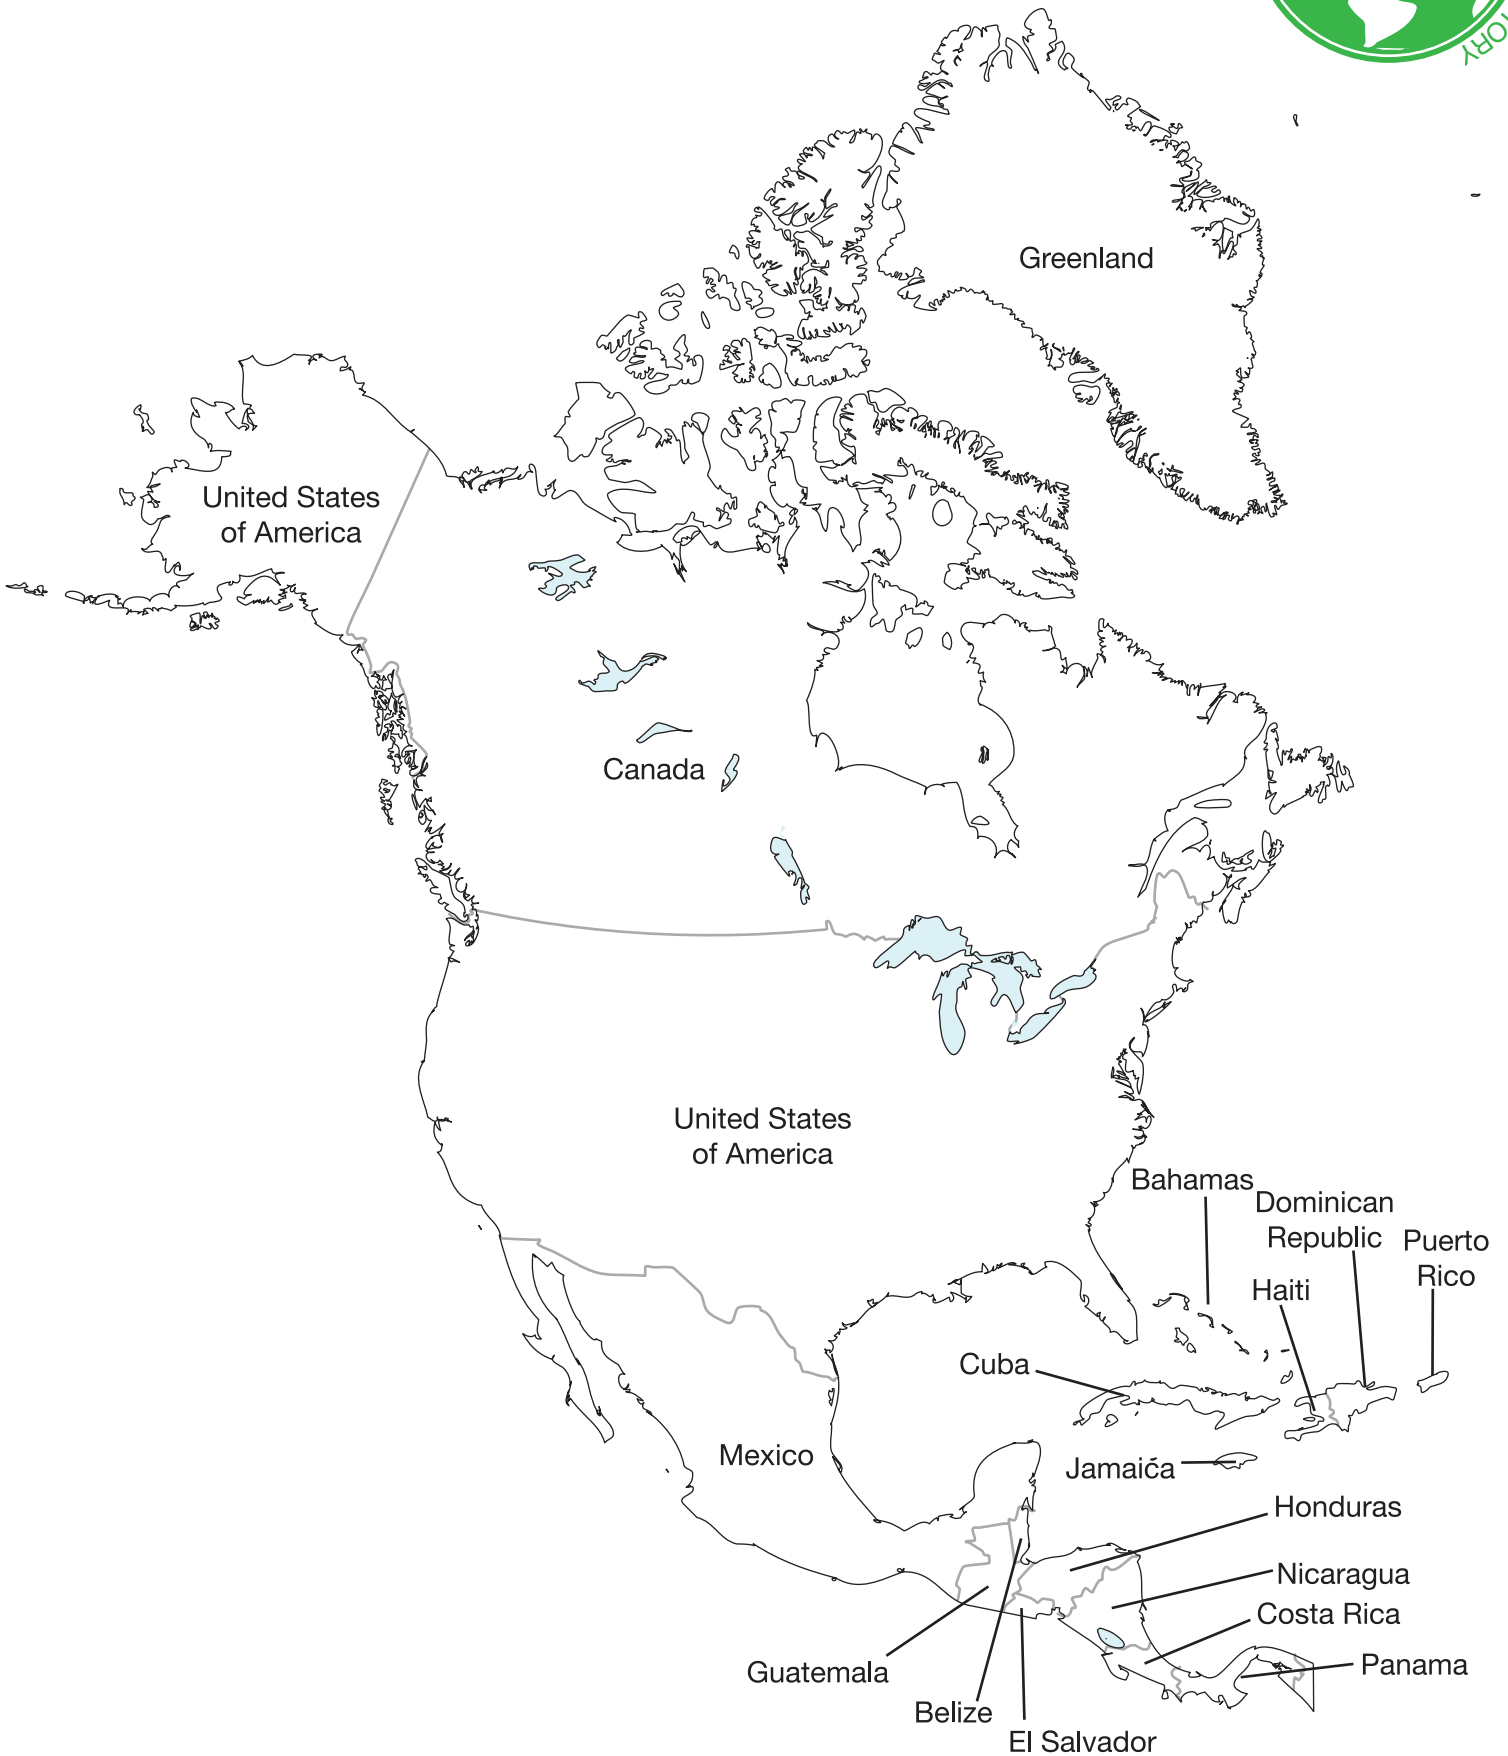 ORY
Greenland
United States
of America
Canada
United States
of America
Bahamas
Dominican
Republic
Puerto
Rico
Haiti
Cuba
Mexico
Jamaica
Honduras
Nicaragua
Costa Rica
Guatemala
Panama
Belize
El Salvador